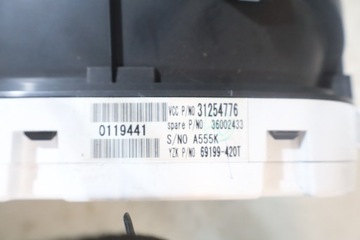 VCC P/NO 31254776
0119441
spare P/NO 36002433
S/NO A555K
YZK P/NO 69199-420T